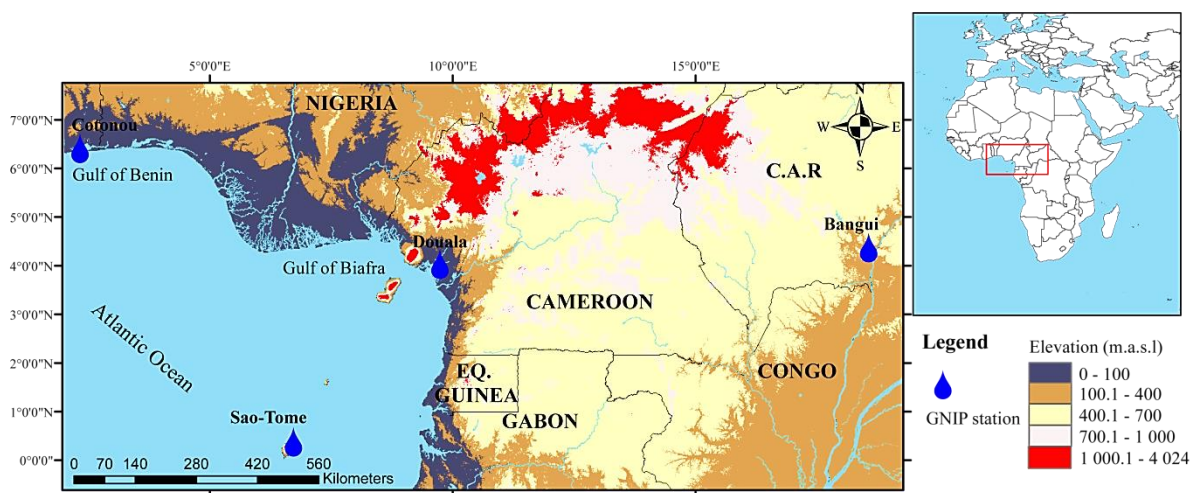 5°0'0"E 10°0'0"E 15°0'0"E
7°0'0"N
6°0'0"N
5°0'0"N
4°0'0"N
3°0'0"N
2°0'0"N
1°0'0"N
0°0'0"
NIGERIA
Cotonou
Gulf of Benin
N
W E
S
C.A.R
Bangui
Douala
Gulf of Biafra
CAMEROON
Atlantic Ocean
EQ.
GUINEA
GABON
CONGO
Sao-Tome
0 70 140 280 420 560
Kilometers
Legend
GNIP station
Elevation (m.a.s.l)
0 - 100
100.1 - 400
400.1 - 700
700.1 - 1 000
1 000.1 - 4 024